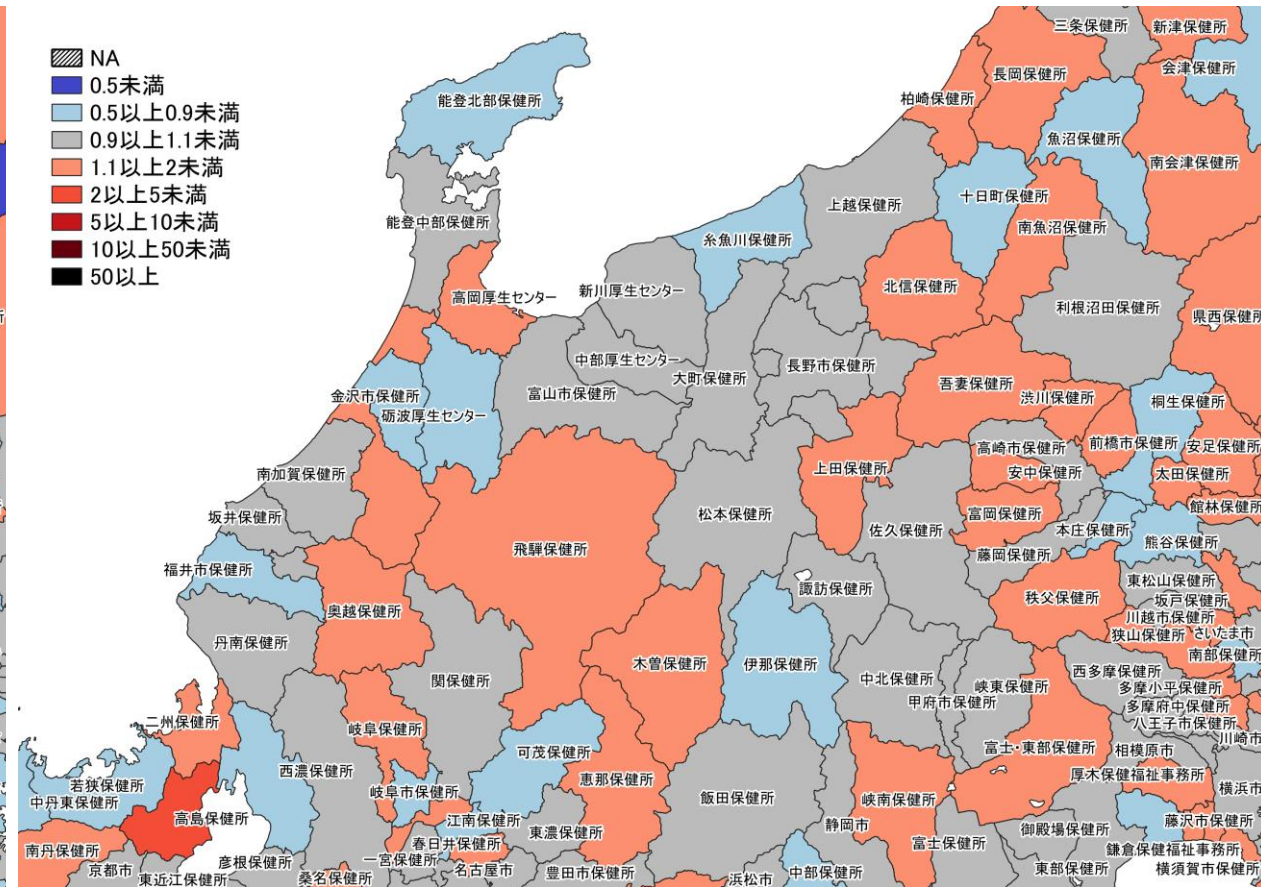 NA
0.5未満
0.5以上0.9未満
0.9以上1.1未満
1.1以上2未満
2以上5未満
5以上10未満
10以上50未満
50以上
三条保健所
新津保健所
長岡保健所
会津保健所
能登北部保健所
柏崎保健所
魚沼保健所
南会津保健所
十日町保健所
上越保健所
能登中部保健所
南魚沼保健所
糸魚川保健所
新川厚生センター
北信保健所
高岡厚生センター
利根沼田保健所
県西保健所
中部厚生センター
長野市保健所
大町保健所
吾妻保健所
金沢市保健所
富山市保健所
渋川保健所
桐生保健所
砺波厚生センター
前橋市保健所
安足保健所
高崎市保健所
南加賀保健所
上田保健所
安中保健所
太田保健所
館林保健所
坂井保健所
松本保健所
富岡保健所
佐久保健所
本庄保健所
熊谷保健所
飛騨保健所
藤岡保健所
福井市保健所
東松山保健所
諏訪保健所
秩父保健所
坂戸保健所
奥越保健所
川越市保健所
狭山保健所
さいたま市
丹南保健所
木曽保健所
伊那保健所
南部保健所
西多摩保健所
関保健所
中北保健所
峡東保健所
多摩小平保健所
甲府市保健所
多摩府中保健所
二州保健所
八王子市保健所
岐阜保健所
川崎市
富士・東部保健所
可茂保健所
相模原市
西濃保健所
恵那保健所
厚木保健福祉事務所
若狭保健所
岐阜市保健所
飯田保健所
峡南保健所
横浜市
中丹東保健所
高島保健所
江南保健所
静岡市
藤沢市保健所
東濃保健所
御殿場保健所
春日井保健所
富士保健所
南丹保健所
鎌倉保健福祉事務所
彦根保健所
一宮保健所
京都市
名古屋市
豊田市保健所
中部保健所
東部保健所
横須賀市保健所
東近江保健所
桑名保健所
浜松市